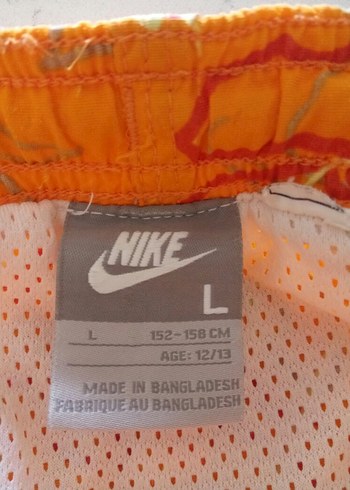 NIKE
L
L 152-158 CM
AGE: 12/13
MADE IN BANGLADESH
FABRIQUE AU BANGLADESH